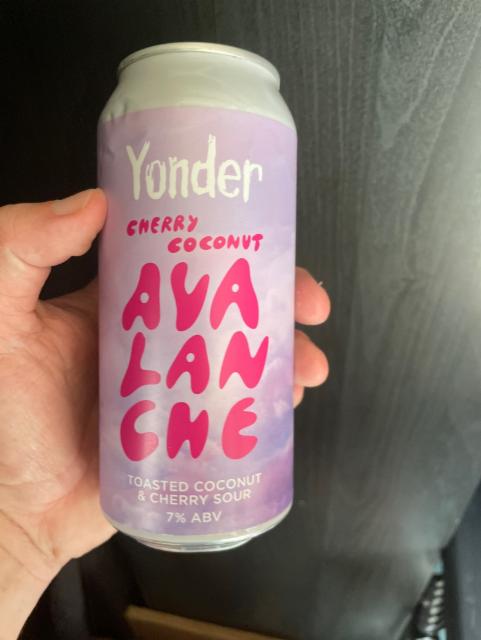 Yonder
CHERRY
COCONUT
AVA
LAN
CHE
TOASTED COCONUT
& CHERRY SOUR
7% ABV